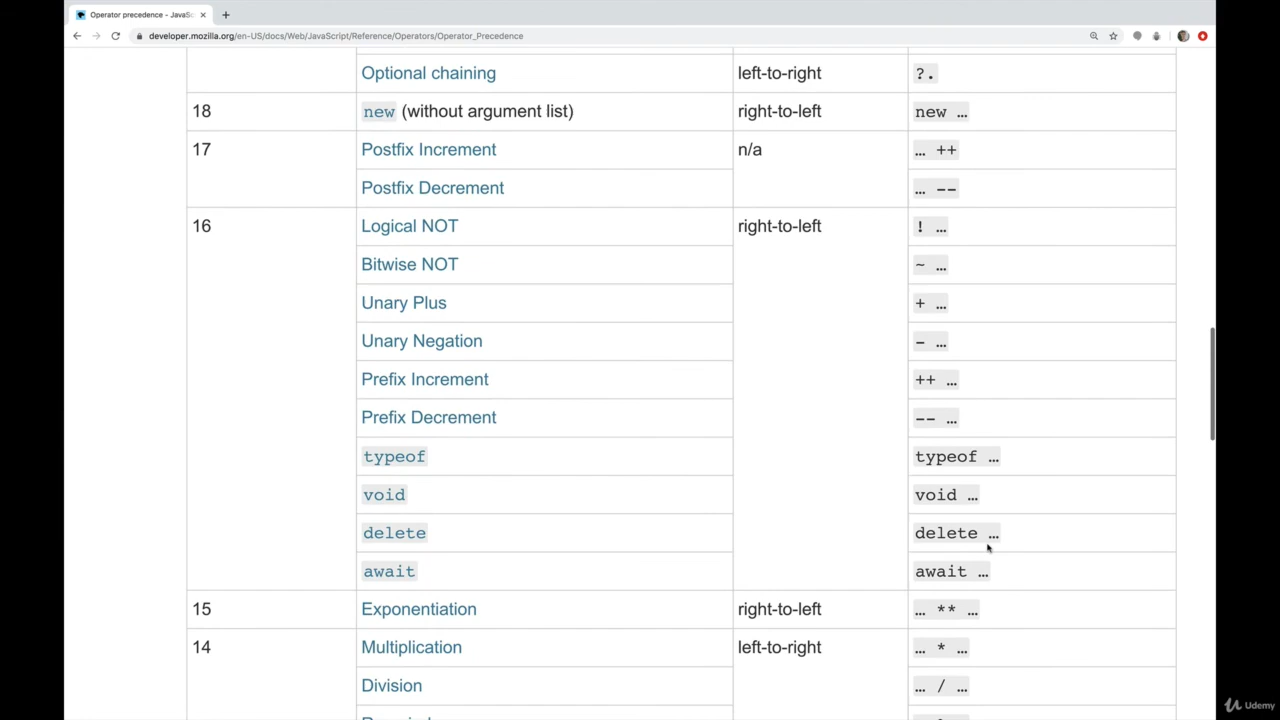 Operator precedence - JavaSc
developer.mozilla.org/en-US/docs/Web/JavaScript/Reference/Operators/Operator_Precedence
Optional chaining left-to-right ?.
18 new (without argument list) right-to-left new …
17 Postfix Increment n/a … ++
Postfix Decrement … --
16 Logical NOT right-to-left ! …
Bitwise NOT ~ …
Unary Plus + …
Unary Negation - …
Prefix Increment ++ …
Prefix Decrement -- …
typeof typeof …
void void …
delete delete …
await await …
15 Exponentiation right-to-left … ** …
14 Multiplication left-to-right … * …
Division … / …
Udemy